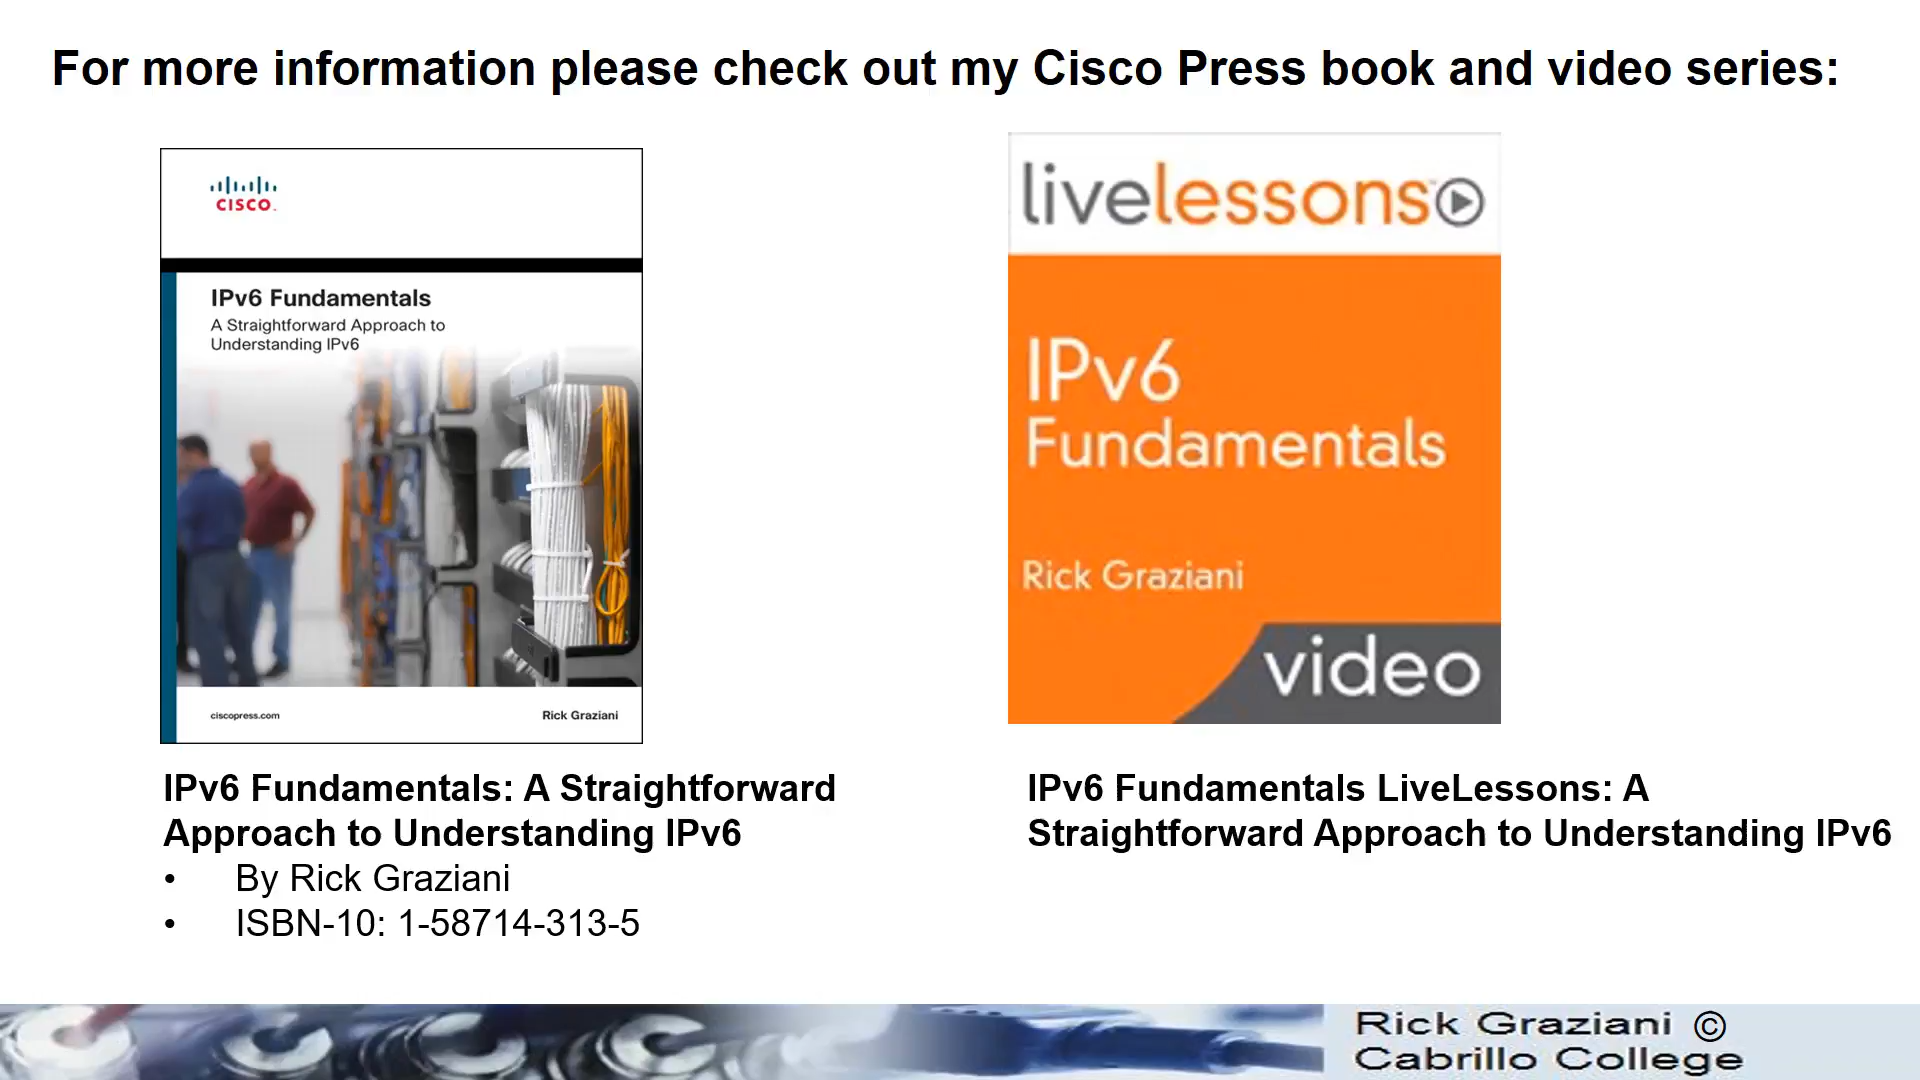 For more information please check out my Cisco Press book and video series:
CISCO.
IPv6 Fundamentals
A Straightforward Approach to
Understanding IPv6
ciscopress.com
Rick Graziani
livelessons™
IPv6
Fundamentals
Rick Graziani
video
IPv6 Fundamentals: A Straightforward
Approach to Understanding IPv6
• By Rick Graziani
• ISBN-10: 1-58714-313-5
IPv6 Fundamentals LiveLessons: A
Straightforward Approach to Understanding IPv6
Rick Graziani ©
Cabrillo College